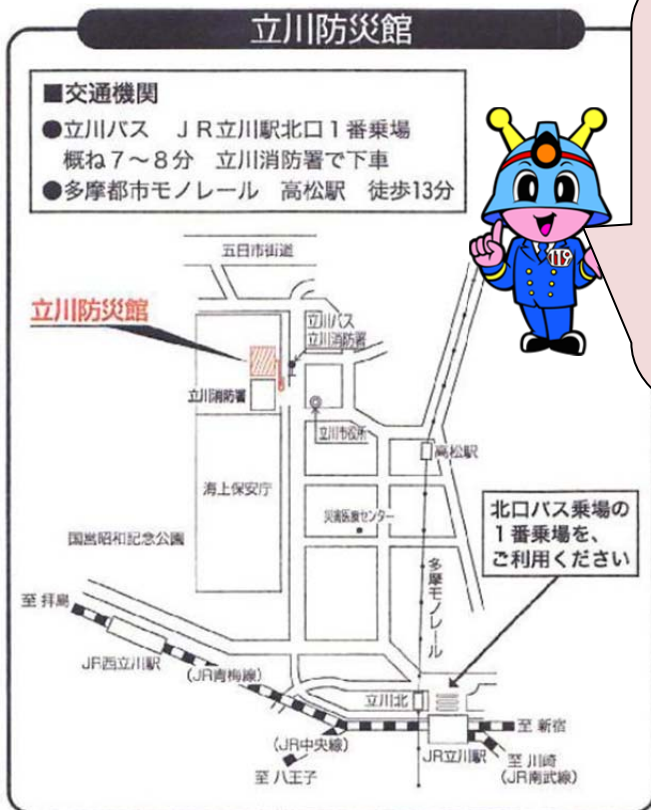 立川防災館
■交通機関
●立川バス　ＪＲ立川駅北口１番乗場
概ね７～８分　立川消防署で下車
●多摩都市モノレール　高松駅　徒歩13分
119
五日市街道
立川防災館
立川バス
立川消防署
立川消防署
立川市役所
高松駅
海上保安庁
災害医療センター
国営昭和記念公園
北口バス乗場の
１番乗場を、
ご利用ください
多摩モノレール
至 拝島
JR西立川駅
(JR青梅線)
立川北
至 新宿
(JR中央線)
JR立川駅
至 八王子
至 川崎
(JR南武線)